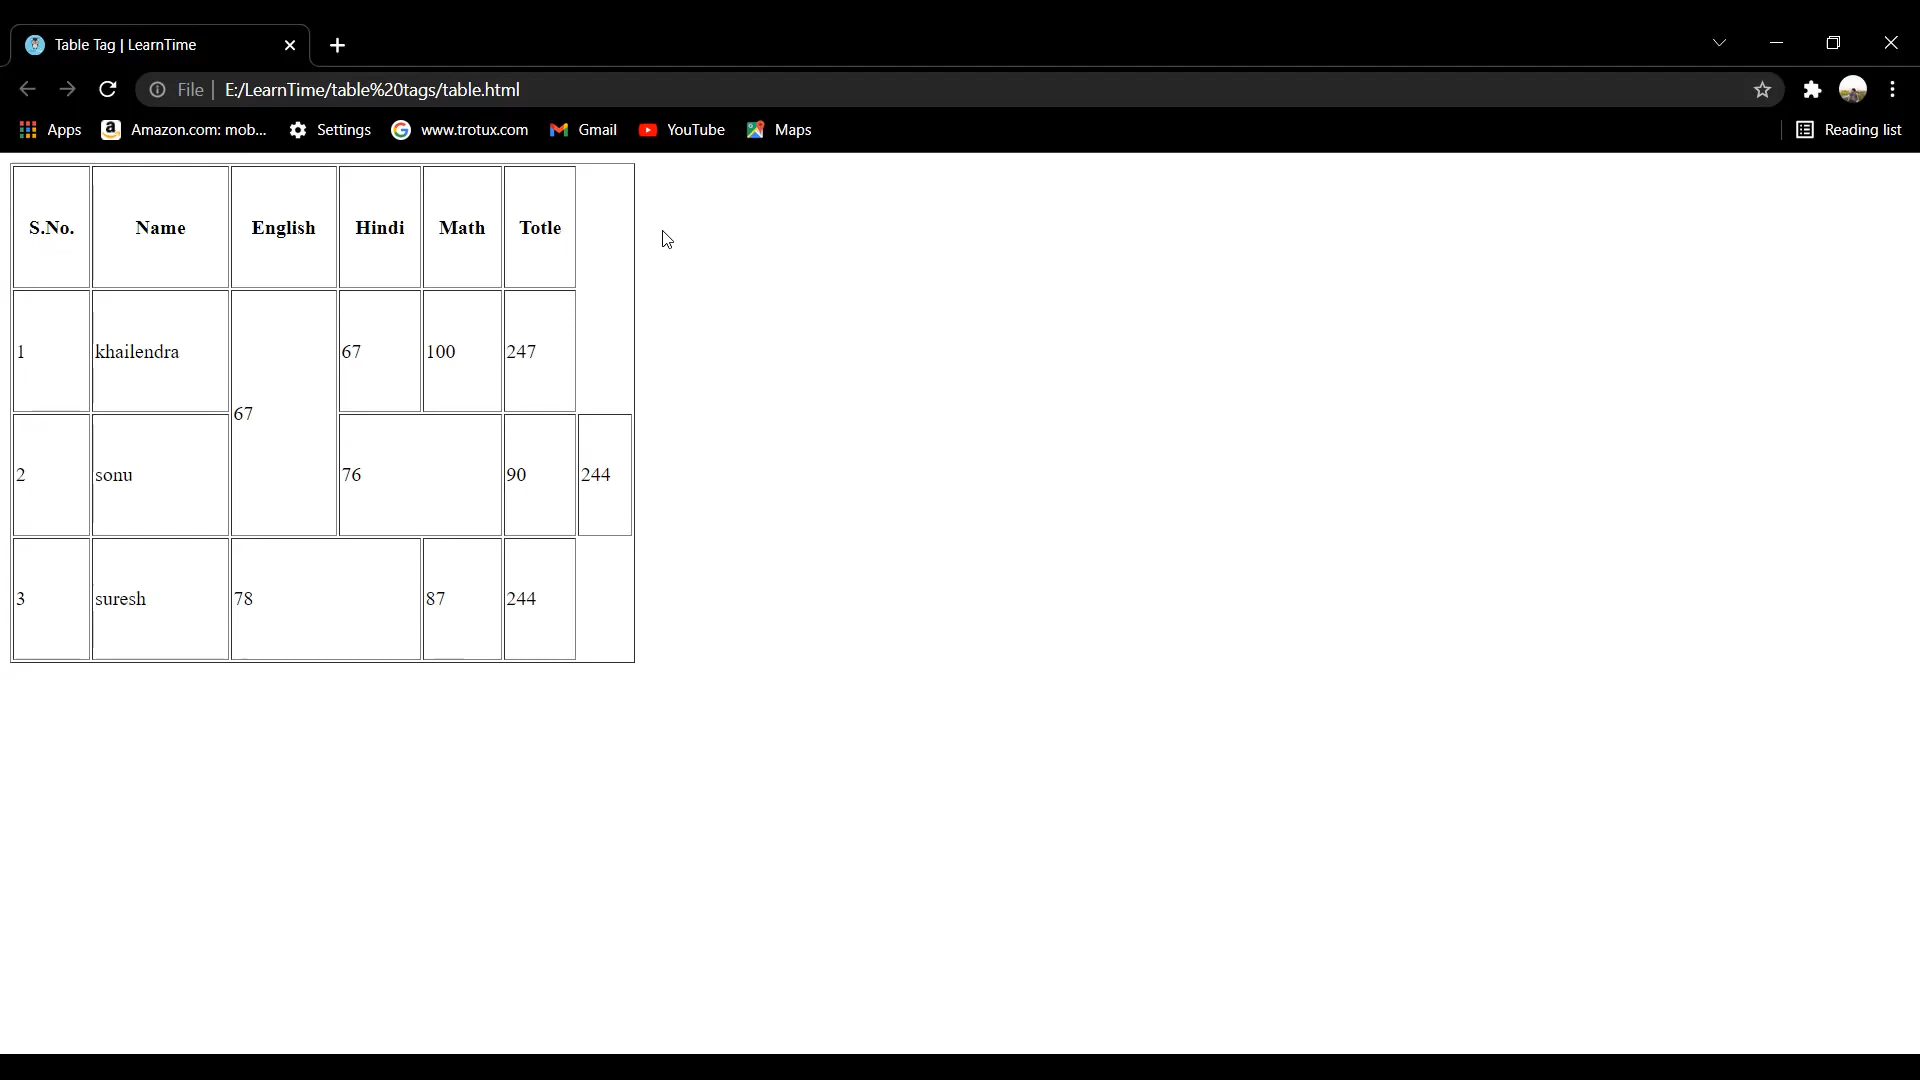 Table Tag | LearnTime
File | E:/LearnTime/table%20tags/table.html
Apps Amazon.com: mob... Settings www.trotux.com Gmail YouTube Maps Reading list
S.No. Name English Hindi Math Totle
1 khailendra 67 67 100 247
2 sonu 76 90 244
3 suresh 78 87 244